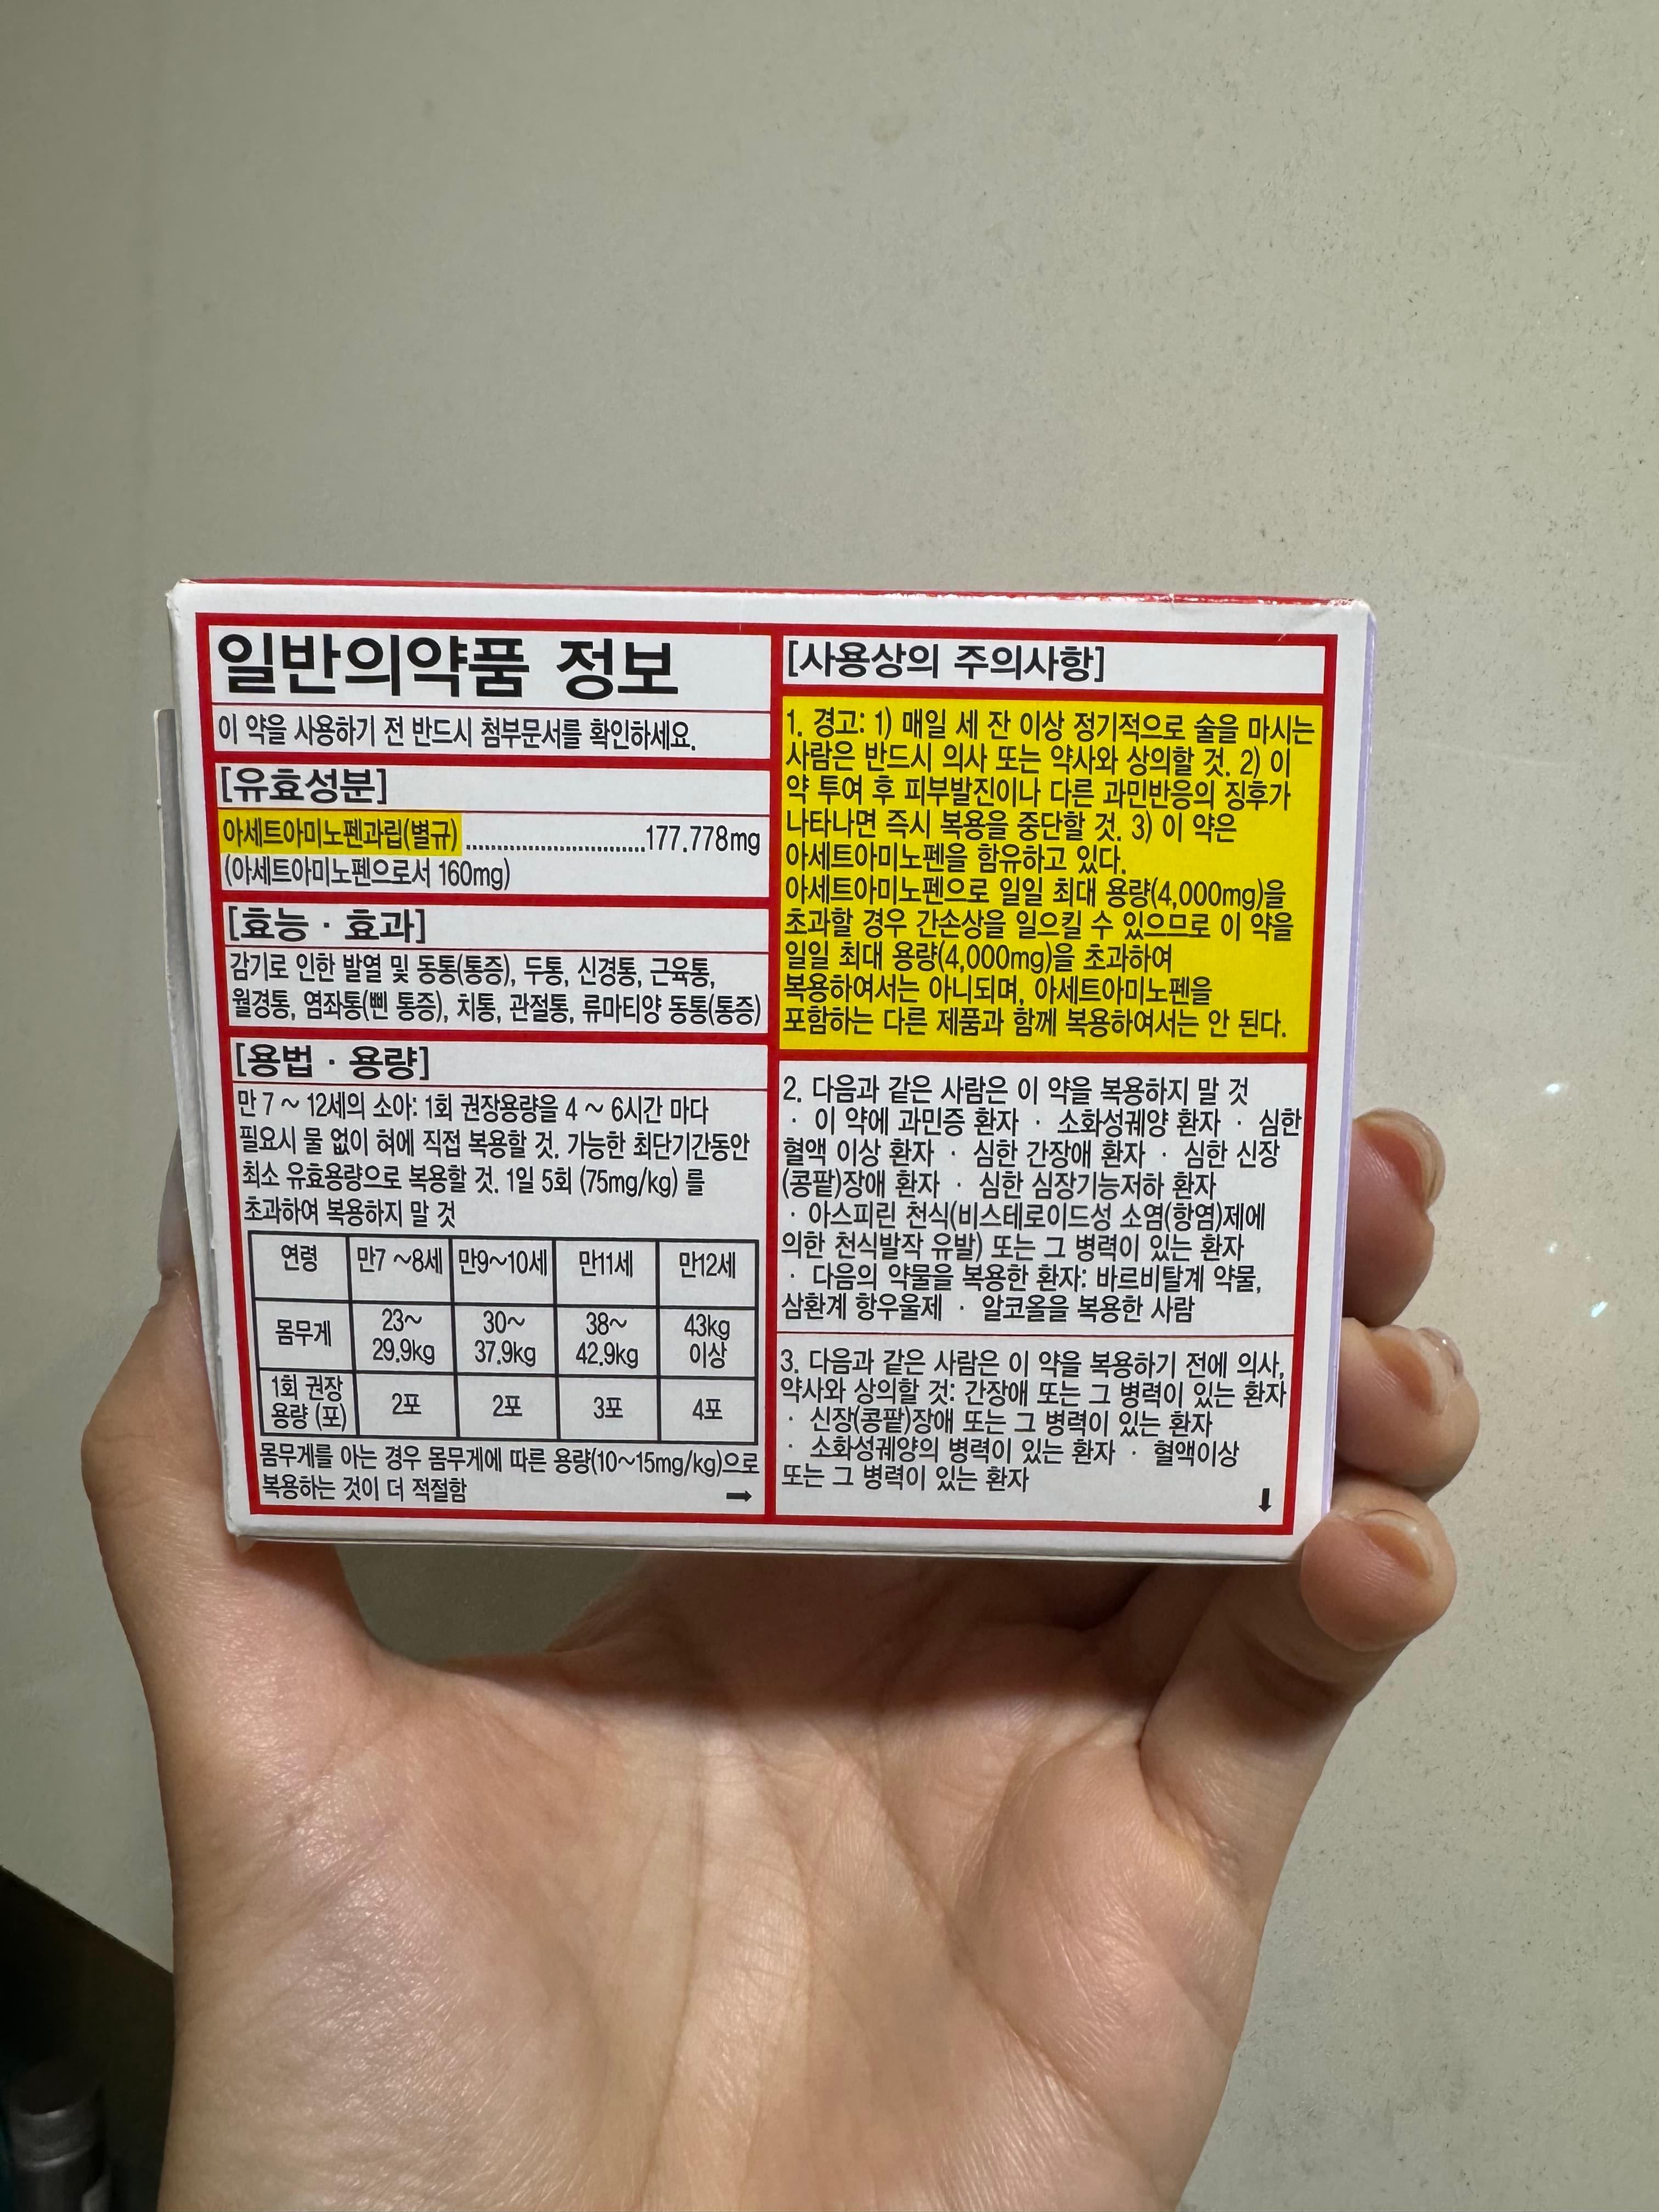 일반의약품 정보
이 약을 사용하기 전 반드시 첨부문서를 확인하세요.
[유효성분]
아세트아미노펜과립(별규) ..............................177.778mg
(아세트아미노펜으로서 160mg)
[효능 · 효과]
감기로 인한 발열 및 동통(통증), 두통, 신경통, 근육통,
월경통, 염좌통(삔 통증), 치통, 관절통, 류마티양 동통(통증)
[용법 · 용량]
만 7 ~ 12세의 소아: 1회 권장용량을 4 ~ 6시간 마다
필요시 물 없이 혀에 직접 복용할 것. 가능한 최단기간동안
최소 유효용량으로 복용할 것. 1일 5회 (75mg/kg) 를
초과하여 복용하지 말 것
연령 만7 ~8세 만9~10세 만11세 만12세
몸무게 23~ 30~ 38~ 43kg
29.9kg 37.9kg 42.9kg 이상
1회 권장
용량 (포) 2포 2포 3포 4포
몸무게를 아는 경우 몸무게에 따른 용량(10~15mg/kg)으로
복용하는 것이 더 적절함 ➡
[사용상의 주의사항]
1. 경고: 1) 매일 세 잔 이상 정기적으로 술을 마시는
사람은 반드시 의사 또는 약사와 상의할 것. 2) 이
약 투여 후 피부발진이나 다른 과민반응의 징후가
나타나면 즉시 복용을 중단할 것. 3) 이 약은
아세트아미노펜을 함유하고 있다.
아세트아미노펜으로 일일 최대 용량(4,000mg)을
초과할 경우 간손상을 일으킬 수 있으므로 이 약을
일일 최대 용량(4,000mg)을 초과하여
복용하여서는 아니되며, 아세트아미노펜을
포함하는 다른 제품과 함께 복용하여서는 안 된다.
2. 다음과 같은 사람은 이 약을 복용하지 말 것
· 이 약에 과민증 환자 · 소화성궤양 환자 · 심한
혈액 이상 환자 · 심한 간장애 환자 · 심한 신장
(콩팥)장애 환자 · 심한 심장기능저하 환자
· 아스피린 천식(비스테로이드성 소염(항염)제에
의한 천식발작 유발) 또는 그 병력이 있는 환자
· 다음의 약물을 복용한 환자: 바르비탈계 약물,
삼환계 항우울제 · 알코올을 복용한 사람
3. 다음과 같은 사람은 이 약을 복용하기 전에 의사,
약사와 상의할 것: 간장애 또는 그 병력이 있는 환자
· 신장(콩팥)장애 또는 그 병력이 있는 환자
· 소화성궤양의 병력이 있는 환자 · 혈액이상
또는 그 병력이 있는 환자 ⬇